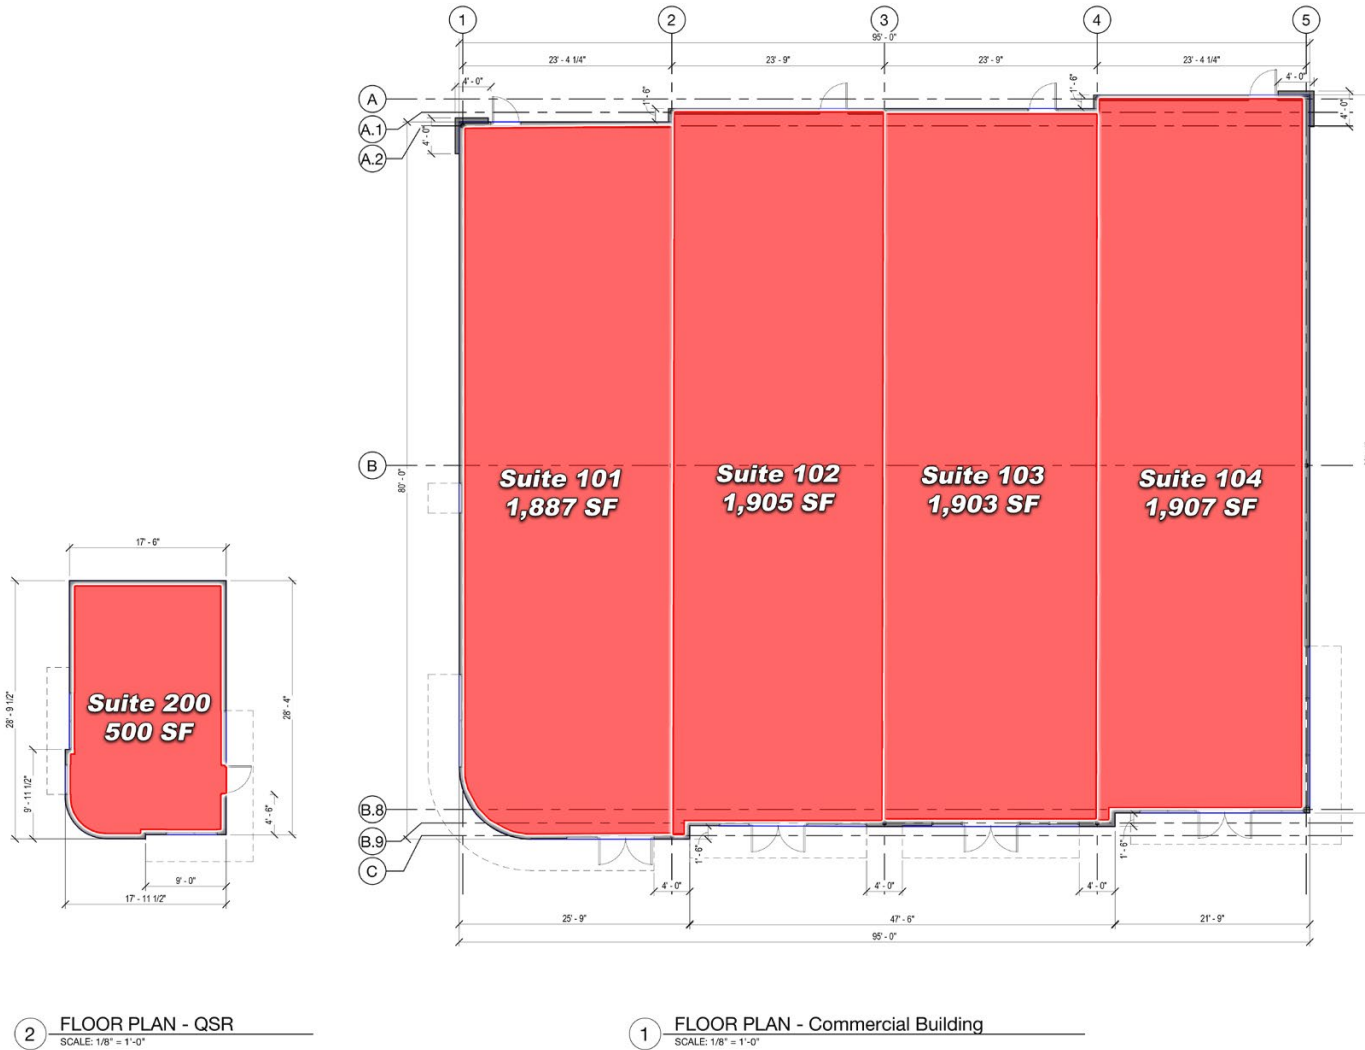 1 2 3 4 5
95' - 0"
23' - 4 1/4" 23' - 9" 23' - 9" 23' - 4 1/4"
4' - 0" 1' - 6" 1' - 6" 4' - 0"
A
A.1
A.2
4' - 0" 4' - 0"
B
80' - 0"
Suite 101
1,887 SF
Suite 102
1,905 SF
Suite 103
1,903 SF
Suite 104
1,907 SF
17' - 6"
28' - 9 1/2"
28' - 4"
Suite 200
500 SF
9' - 11 1/2"
4' - 6"
9' - 0"
17' - 11 1/2"
B.8
B.9
C
1' - 6" 1' - 6"
4' - 0" 4' - 0" 4' - 0"
25' - 9" 47' - 6" 21' - 9"
95' - 0"
2 FLOOR PLAN - QSR
SCALE: 1/8" = 1'-0"
1 FLOOR PLAN - Commercial Building
SCALE: 1/8" = 1'-0"